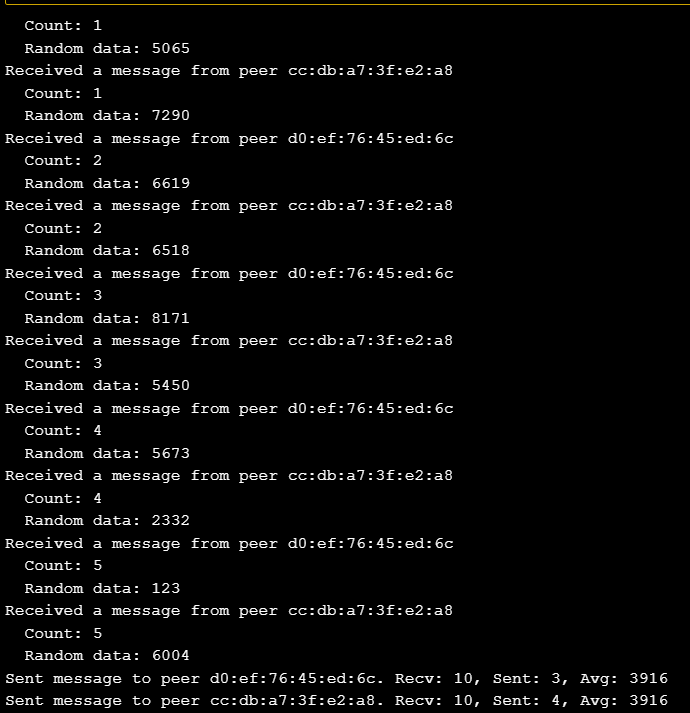 Count: 1
Random data: 5065
Received a message from peer cc:db:a7:3f:e2:a8
Count: 1
Random data: 7290
Received a message from peer d0:ef:76:45:ed:6c
Count: 2
Random data: 6619
Received a message from peer cc:db:a7:3f:e2:a8
Count: 2
Random data: 6518
Received a message from peer d0:ef:76:45:ed:6c
Count: 3
Random data: 8171
Received a message from peer cc:db:a7:3f:e2:a8
Count: 3
Random data: 5450
Received a message from peer d0:ef:76:45:ed:6c
Count: 4
Random data: 5673
Received a message from peer cc:db:a7:3f:e2:a8
Count: 4
Random data: 2332
Received a message from peer d0:ef:76:45:ed:6c
Count: 5
Random data: 123
Received a message from peer cc:db:a7:3f:e2:a8
Count: 5
Random data: 6004
Sent message to peer d0:ef:76:45:ed:6c. Recv: 10, Sent: 3, Avg: 3916
Sent message to peer cc:db:a7:3f:e2:a8. Recv: 10, Sent: 4, Avg: 3916